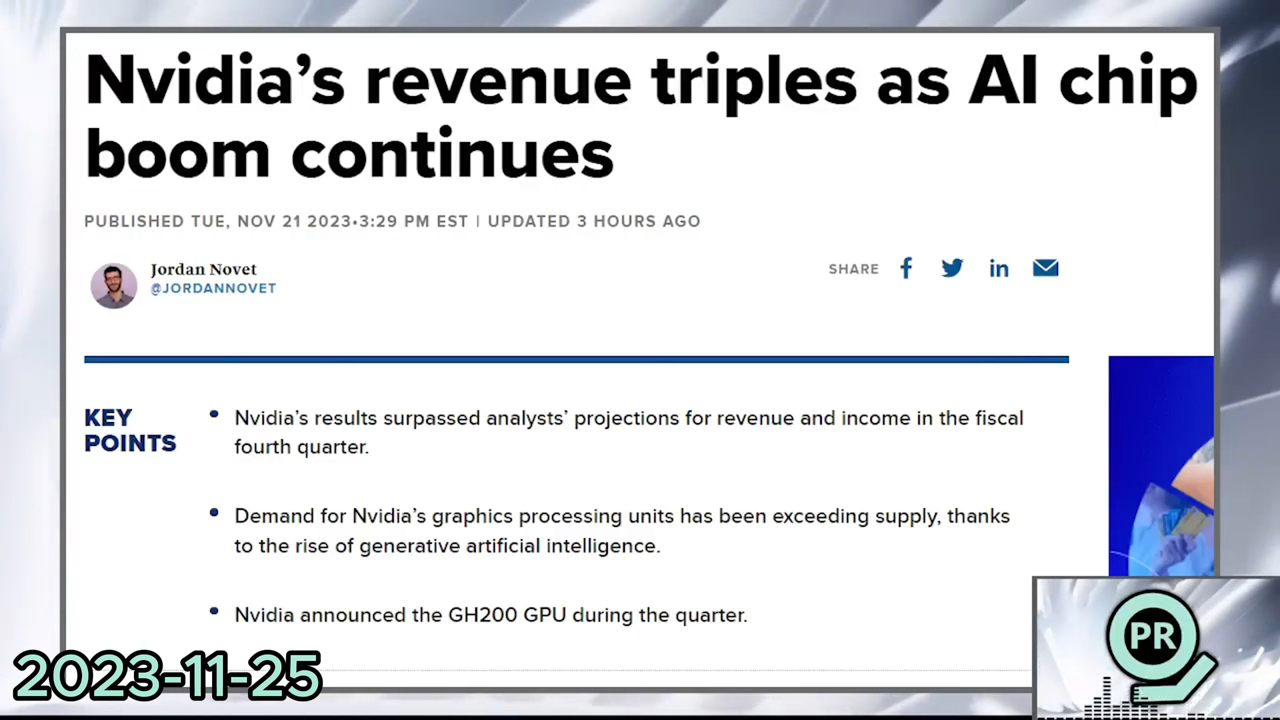 Nvidia’s revenue triples as AI chip
boom continues
PUBLISHED TUE, NOV 21 2023•3:29 PM EST | UPDATED 3 HOURS AGO
Jordan Novet
@JORDANNOVET
SHARE
KEY
POINTS
Nvidia’s results surpassed analysts’ projections for revenue and income in the fiscal
fourth quarter.
Demand for Nvidia’s graphics processing units has been exceeding supply, thanks
to the rise of generative artificial intelligence.
Nvidia announced the GH200 GPU during the quarter.
2023-11-25
PR